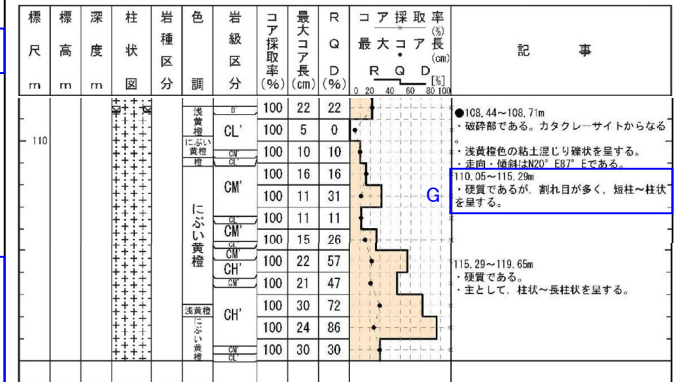 標尺m 標高m 深度m 柱状図 岩種区分 色調 岩級区分 コア採取率(%) 最大コア長(cm) RQD(%) コア採取率(%) 最大コア長(cm) RQD[%] 記事
0 20 40 60 80 100
浅黄橙 D' 100 22 22
●108.44~108.71m
CL' 100 5 0
・破砕部である。カタクレーサイトからなる
。
110
にぶい黄橙 CM' 100 10 10
・浅黄橙色の粘土混じり礫状を呈する。
橙 CL'
・走向・傾斜はN20°E87°Eである。
CM' 100 16 16
110.05~115.29m
にぶい黄橙 100 11 31
G
・硬質であるが、割れ目が多く、短柱~柱状
を呈する。
CL' 100 11 11
CM'
CL' 100 15 26
CM'
CH' 100 22 57
115.29~119.65m
・硬質である。
CM' 100 21 47
・主として、柱状~長柱状を呈する。
浅黄橙 CH' 100 30 72
にぶい黄橙 100 24 86
CM' 100 30 30
CL'